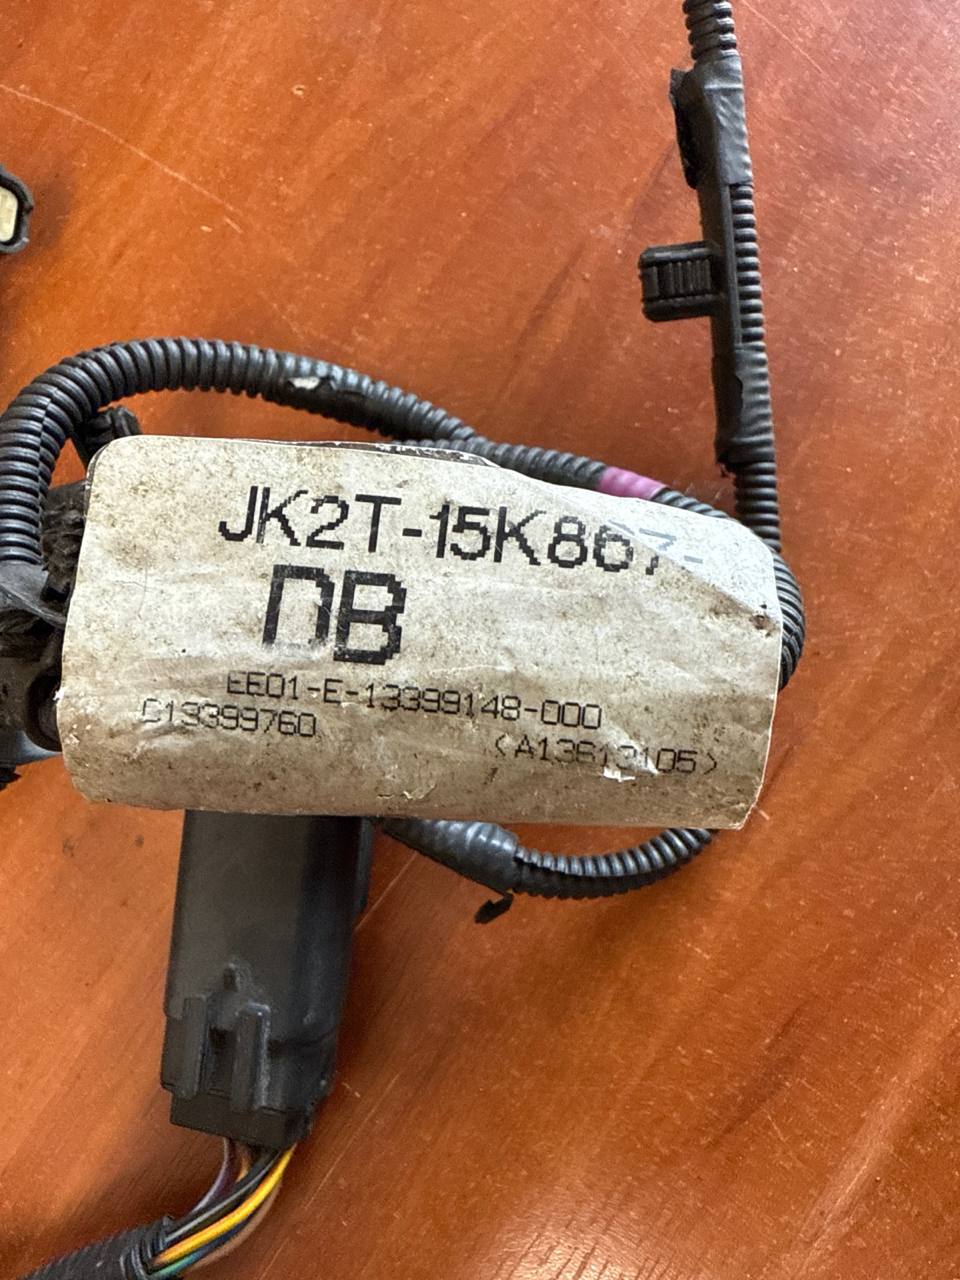 JK2T-15K867-
DB
EE01-E-13399148-000
C13399760
<A13613105>